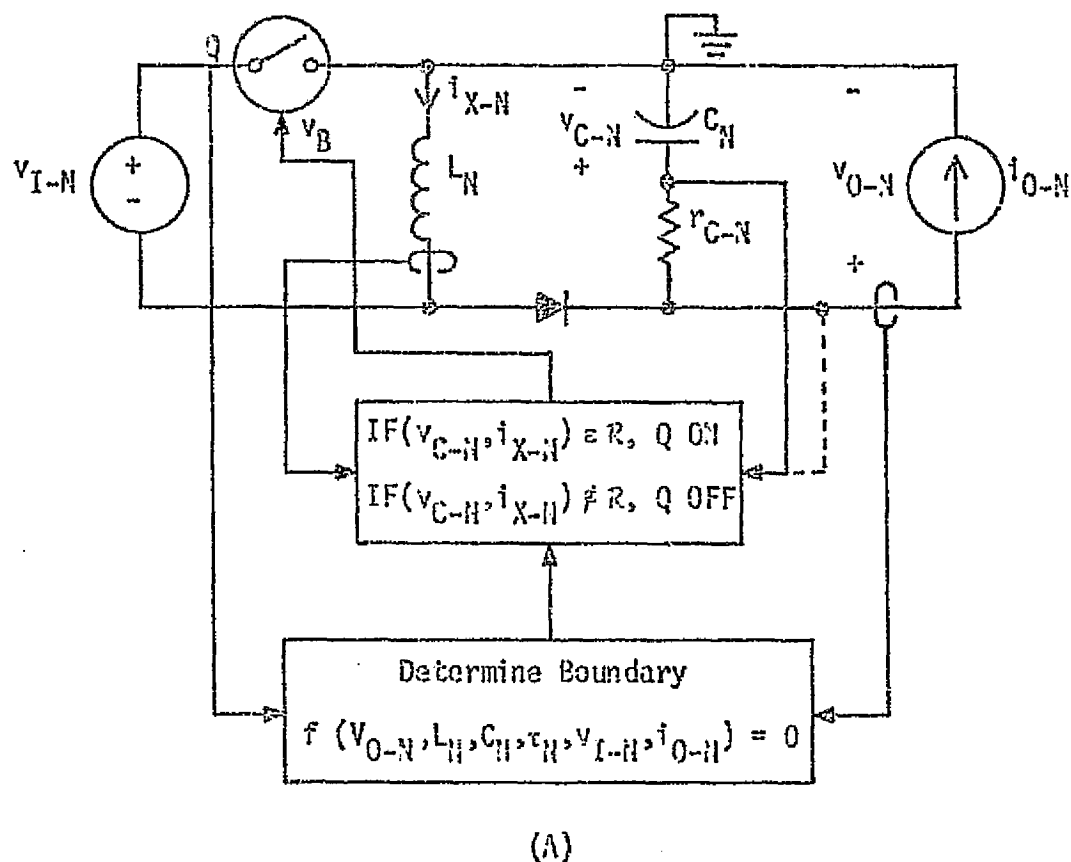 Q
v_B
i_X-N
L_N
-
v_C-N
+
C_N
r_C-N
v_I-N
+
-
-
v_O-N
+
i_O-N
IF(v_C-N,i_X-N) ε R, Q ON
IF(v_C-N,i_X-N) ∉ R, Q OFF
Determine Boundary
f (V_O-N,L_N,C_N,τ_N,v_I-N,i_O-N) = 0
(A)